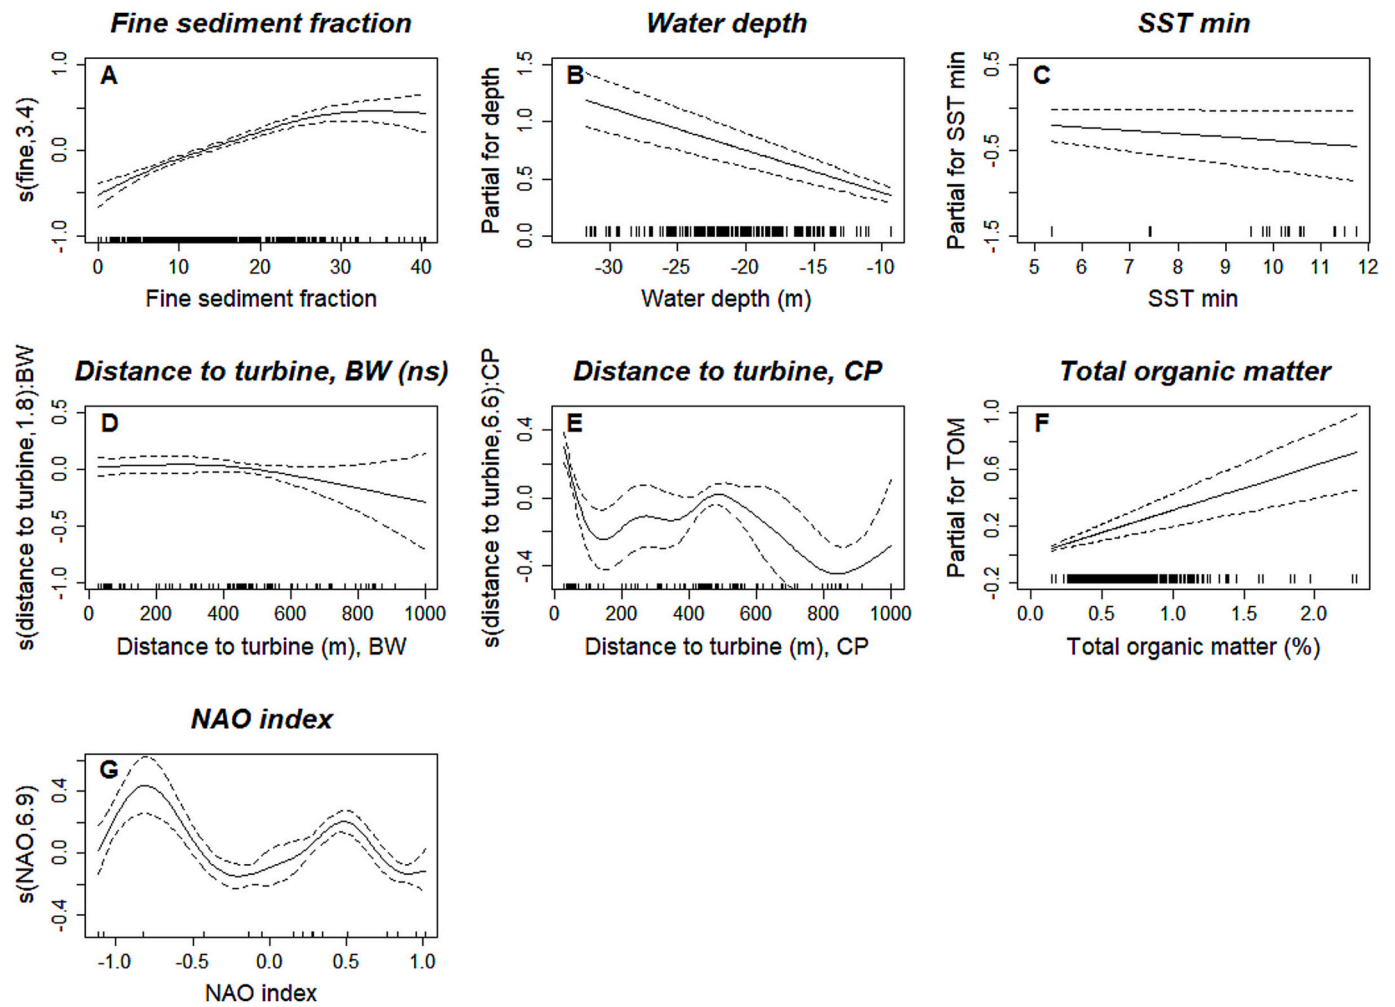 Fine sediment fraction
A
s(fine,3.4)
1.0
0.0
-1.0
0 10 20 30 40
Fine sediment fraction
Water depth
B
Partial for depth
1.5
1.0
0.5
0.0
-30 -25 -20 -15 -10
Water depth (m)
SST min
C
Partial for SST min
0.5
-0.5
-1.5
5 6 7 8 9 10 11 12
SST min
Distance to turbine, BW (ns)
D
s(distance to turbine,1.8):BW
0.5
0.0
-0.5
-1.0
0 200 400 600 800 1000
Distance to turbine (m), BW
Distance to turbine, CP
E
s(distance to turbine,6.6):CP
0.4
0.0
-0.4
0 200 400 600 800 1000
Distance to turbine (m), CP
Total organic matter
F
Partial for TOM
1.0
0.6
0.2
-0.2
0.0 0.5 1.0 1.5 2.0
Total organic matter (%)
NAO index
G
s(NAO,6.9)
0.4
0.0
-0.4
-1.0 -0.5 0.0 0.5 1.0
NAO index